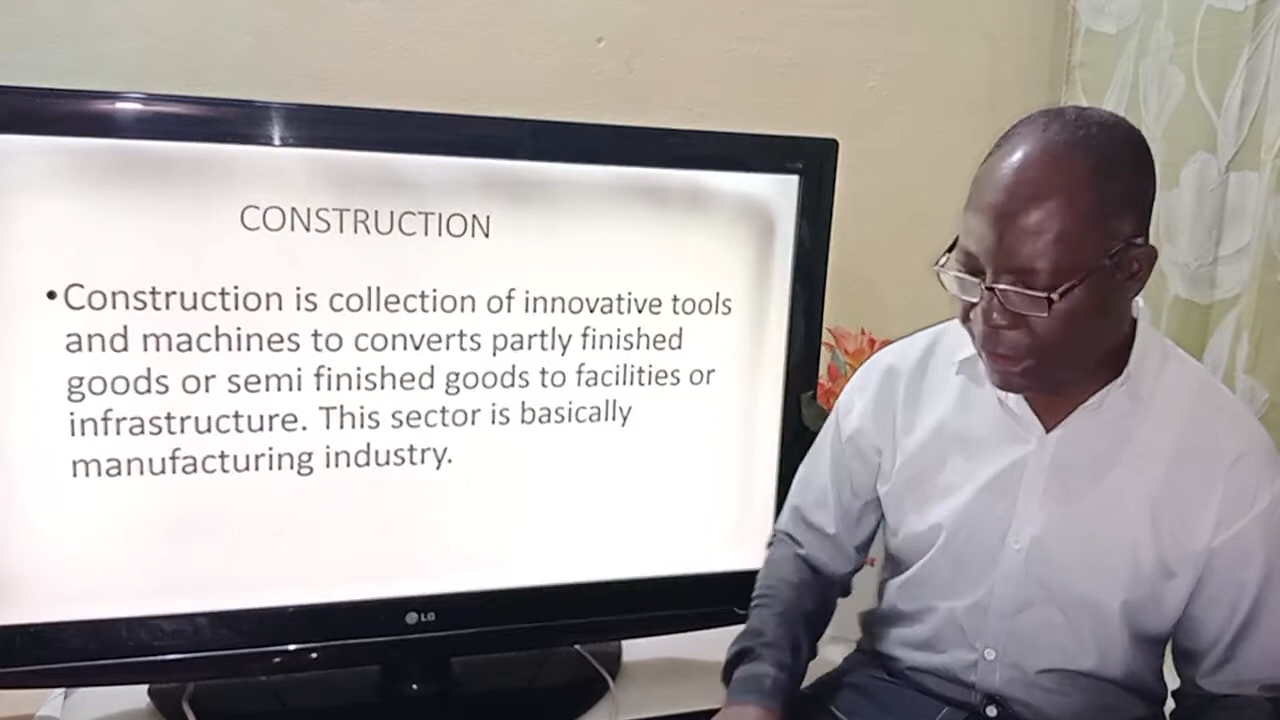 CONSTRUCTION
•Construction is collection of innovative tools
and machines to converts partly finished
goods or semi finished goods to facilities or
infrastructure. This sector is basically
manufacturing industry.
LG